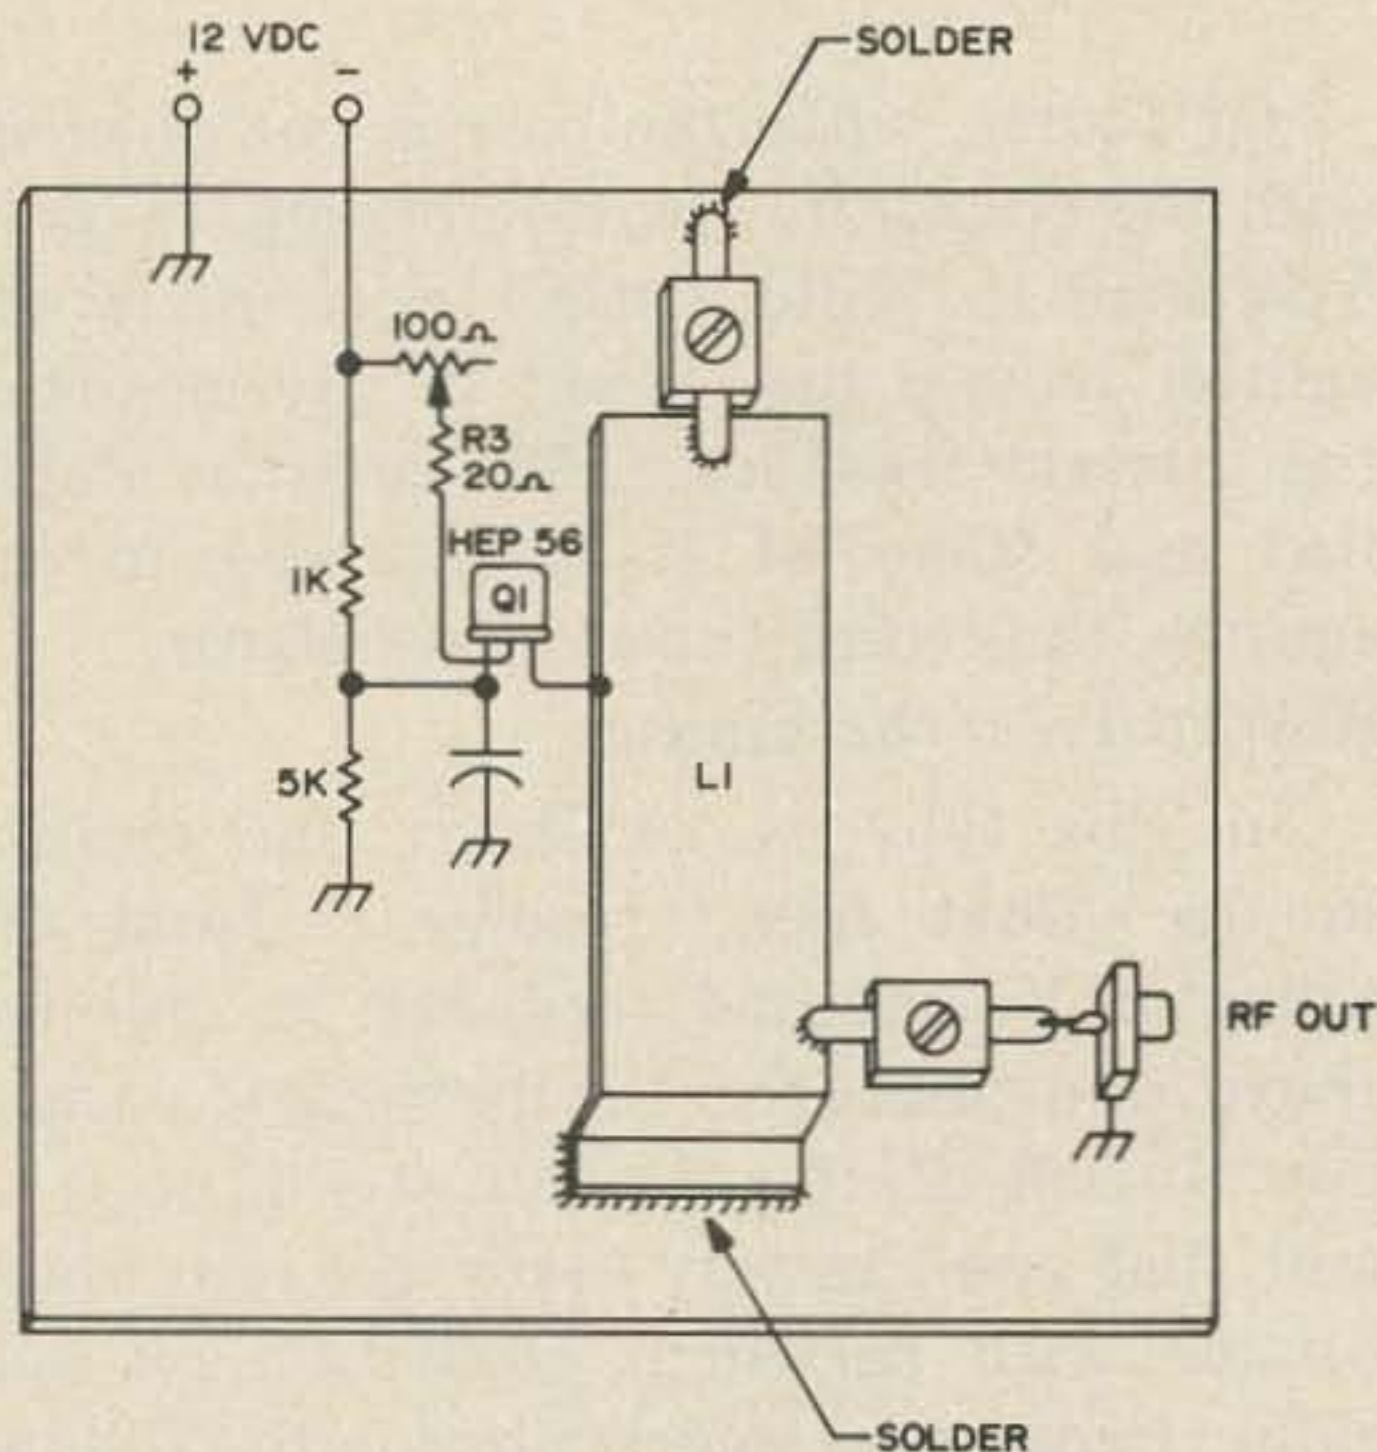 12 VDC
+ -
SOLDER
100Ω
R3
20Ω
HEP 56
Q1
1K
5K
L1
RF OUT
SOLDER